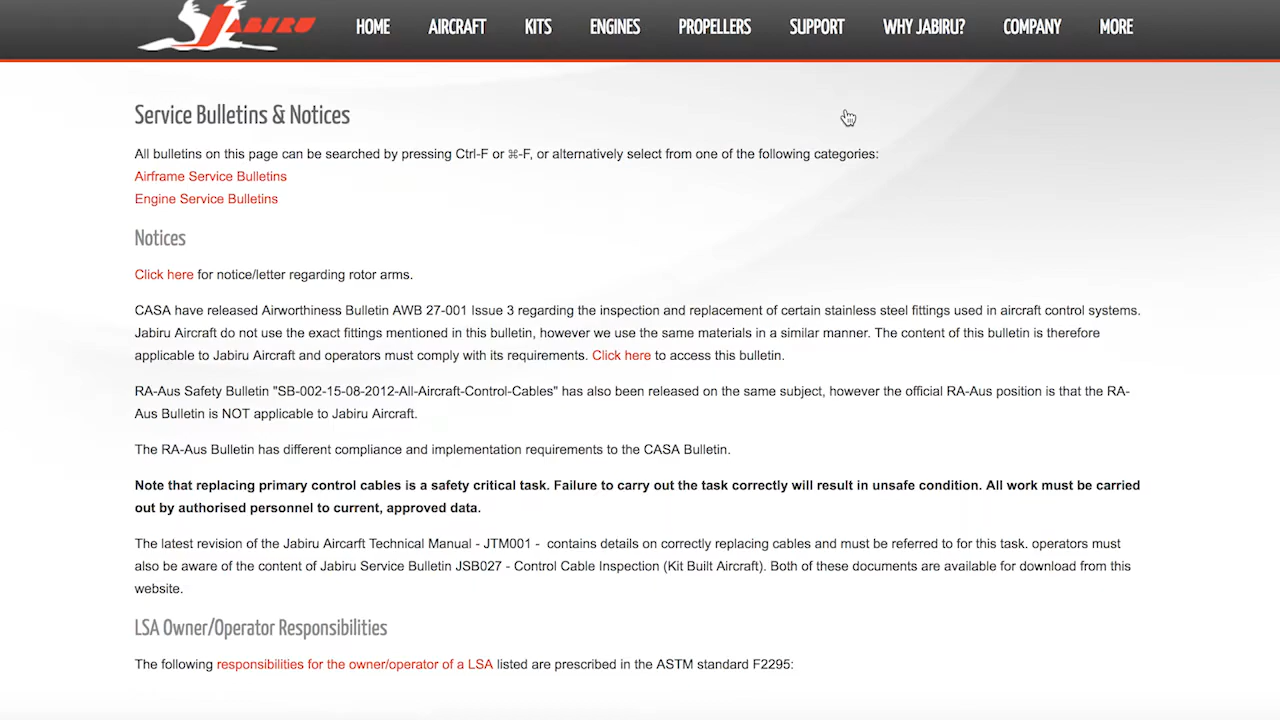 JABIRU HOME AIRCRAFT KITS ENGINES PROPELLERS SUPPORT WHY JABIRU? COMPANY MORE
Service Bulletins & Notices
All bulletins on this page can be searched by pressing Ctrl-F or ⌘-F, or alternatively select from one of the following categories:
Airframe Service Bulletins
Engine Service Bulletins
Notices
Click here for notice/letter regarding rotor arms.
CASA have released Airworthiness Bulletin AWB 27-001 Issue 3 regarding the inspection and replacement of certain stainless steel fittings used in aircraft control systems.
Jabiru Aircraft do not use the exact fittings mentioned in this bulletin, however we use the same materials in a similar manner. The content of this bulletin is therefore
applicable to Jabiru Aircraft and operators must comply with its requirements. Click here to access this bulletin.
RA-Aus Safety Bulletin "SB-002-15-08-2012-All-Aircraft-Control-Cables" has also been released on the same subject, however the official RA-Aus position is that the RA-
Aus Bulletin is NOT applicable to Jabiru Aircraft.
The RA-Aus Bulletin has different compliance and implementation requirements to the CASA Bulletin.
Note that replacing primary control cables is a safety critical task. Failure to carry out the task correctly will result in unsafe condition. All work must be carried
out by authorised personnel to current, approved data.
The latest revision of the Jabiru Aircarft Technical Manual - JTM001 - contains details on correctly replacing cables and must be referred to for this task. operators must
also be aware of the content of Jabiru Service Bulletin JSB027 - Control Cable Inspection (Kit Built Aircraft). Both of these documents are available for download from this
website.
LSA Owner/Operator Responsibilities
The following responsibilities for the owner/operator of a LSA listed are prescribed in the ASTM standard F2295: